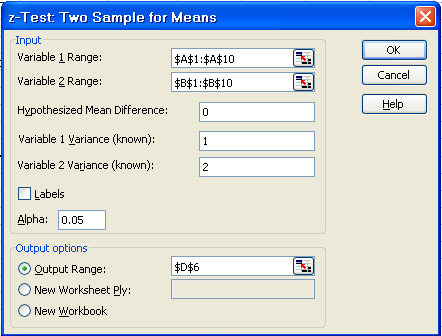 z-Test: Two Sample for Means
Input
Variable 1 Range: $A$1:$A$10
Variable 2 Range: $B$1:$B$10
Hypothesized Mean Difference: 0
Variable 1 Variance (known): 1
Variable 2 Variance (known): 2
Labels
Alpha: 0.05
OK
Cancel
Help
Output options
Output Range: $D$6
New Worksheet Ply:
New Workbook